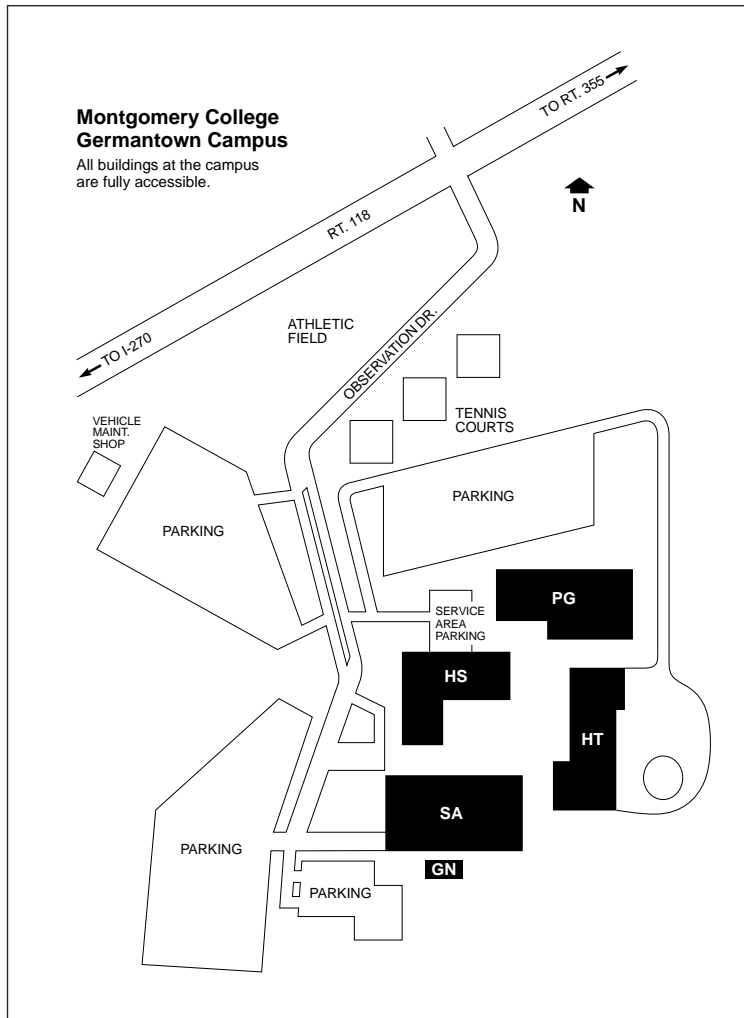 Montgomery College
Germantown Campus
All buildings at the campus
are fully accessible.
TO RT. 355
N
RT. 118
TO I-270
ATHLETIC
FIELD
OBSERVATION DR.
TENNIS
COURTS
VEHICLE
MAINT.
SHOP
PARKING
PARKING
PG
SERVICE
AREA
PARKING
HS
HT
SA
PARKING
GN
PARKING